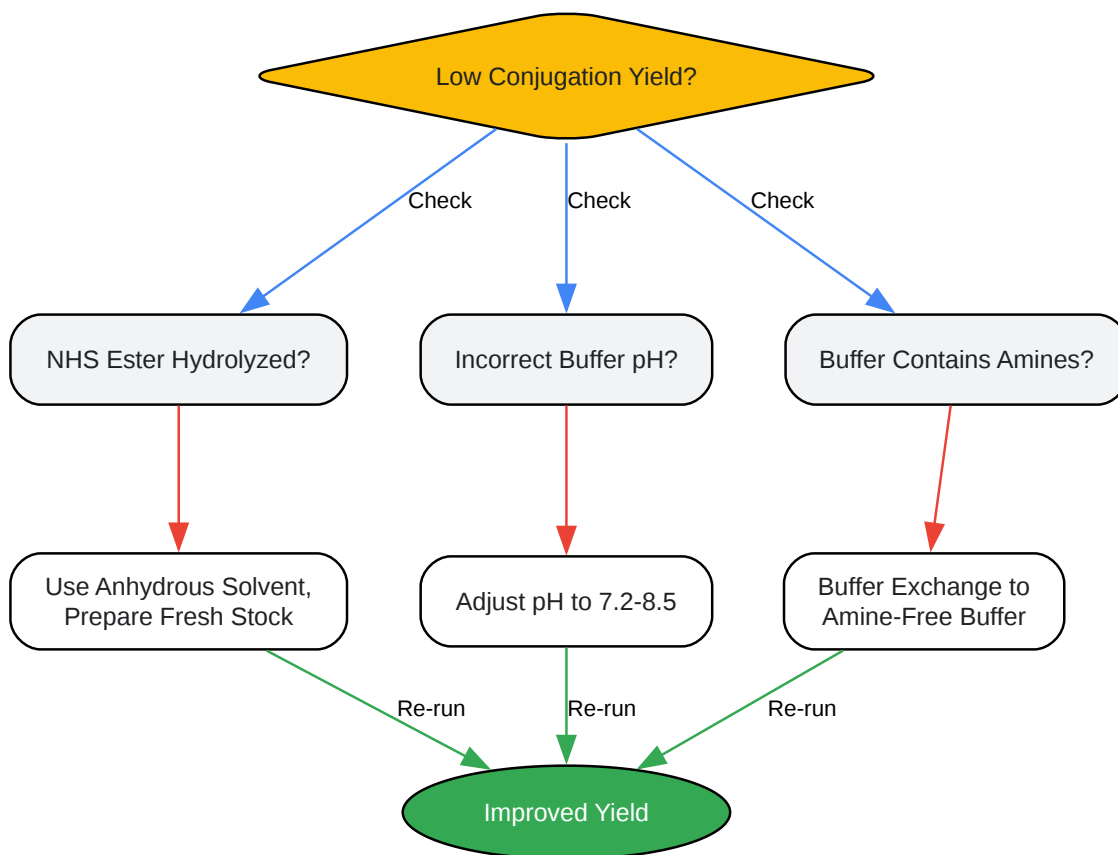 Low Conjugation Yield?
Check
Check
Check
NHS Ester Hydrolyzed?
Incorrect Buffer pH?
Buffer Contains Amines?
Use Anhydrous Solvent,
Prepare Fresh Stock
Adjust pH to 7.2-8.5
Buffer Exchange to
Amine-Free Buffer
Re-run
Re-run
Re-run
Improved Yield